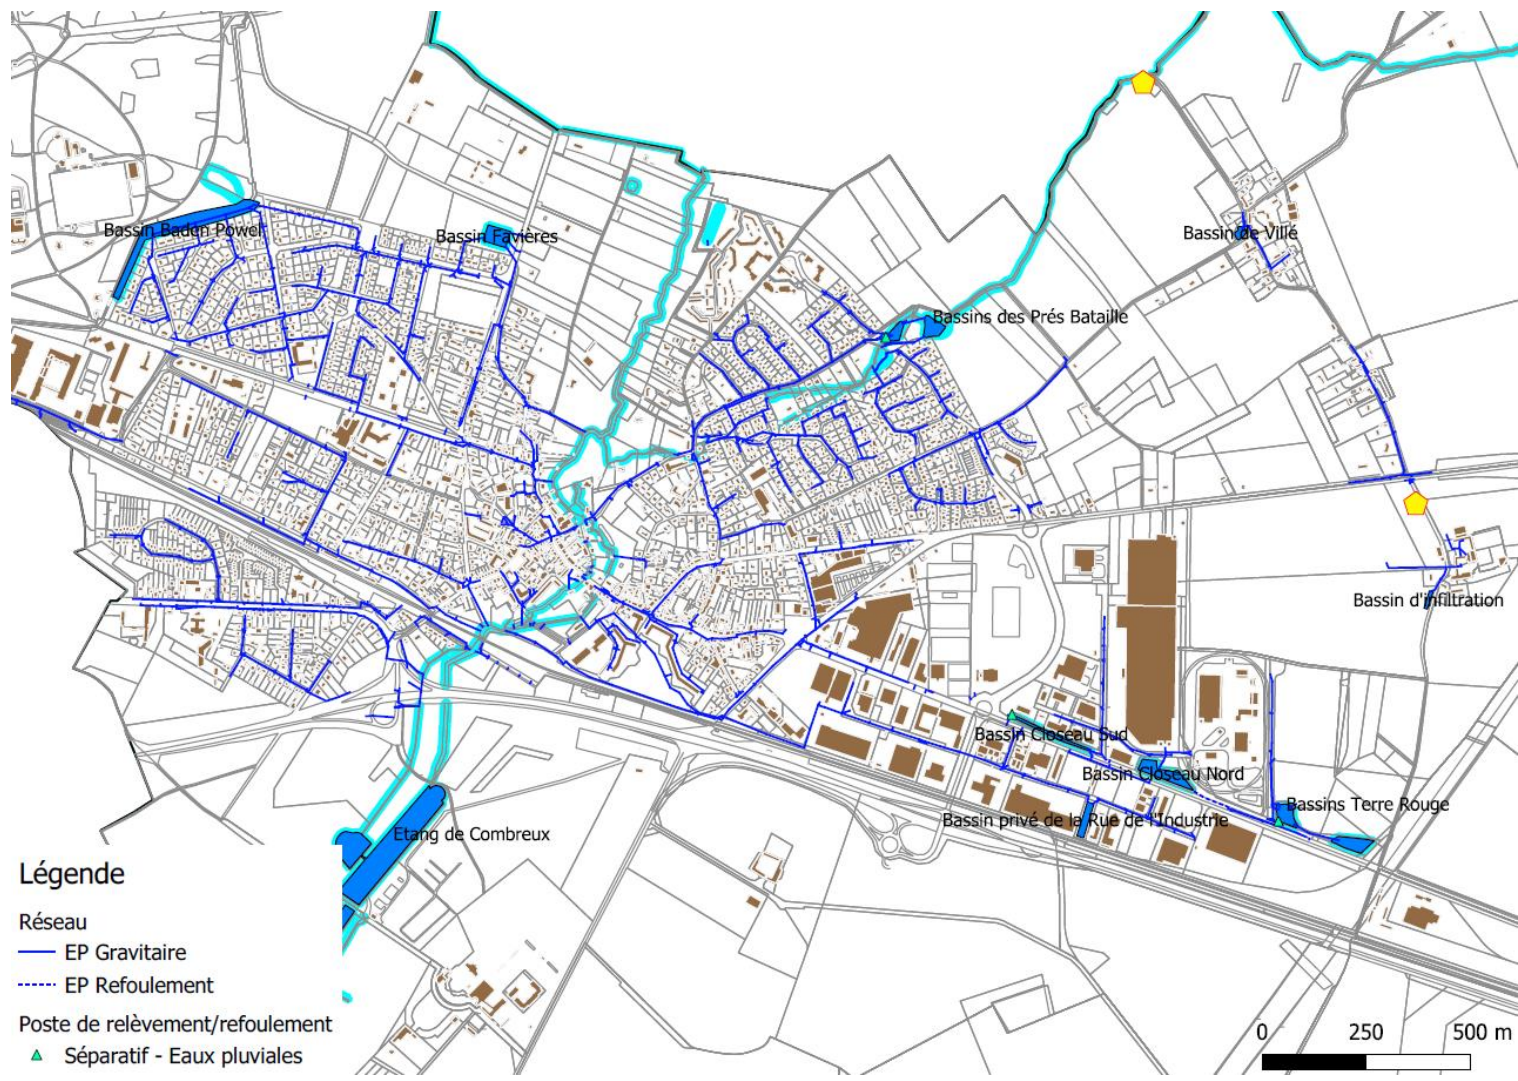 Bassin Baden Powel
Bassin Favières
Bassin de Villé
Bassins des Prés Bataille
Bassin d'infiltration
Bassin Closeau Sud
Bassin Closeau Nord
Bassins Terre Rouge
Bassin privé de la Rue de l'Industrie
Etang de Combreux
Légende
Réseau
EP Gravitaire
EP Refoulement
Poste de relèvement/refoulement
Séparatif - Eaux pluviales
0 250 500 m